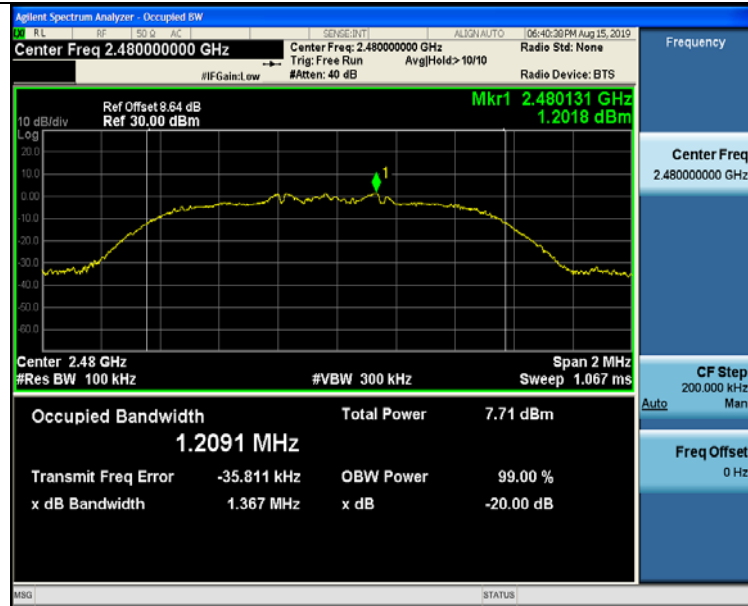 Agilent Spectrum Analyzer - Occupied BW
RL RF 50 Ω AC SENSE:INT ALIGN AUTO 06:40:38 PM Aug 15, 2019
Center Freq 2.480000000 GHz Center Freq: 2.480000000 GHz Radio Std: None Frequency
Trig: Free Run Avg|Hold:> 10/10
#IFGain:Low #Atten: 40 dB Radio Device: BTS
Ref Offset 8.64 dB Mkr1 2.480131 GHz
10 dB/div Ref 30.00 dBm 1.2018 dBm
Log
20.0
10.0
0.00
-10.0
-20.0
-30.0
-40.0
-50.0
-60.0
1
Center Freq
2.480000000 GHz
Center 2.48 GHz Span 2 MHz
#Res BW 100 kHz #VBW 300 kHz Sweep 1.067 ms
CF Step
200.000 kHz
Auto Man
Occupied Bandwidth Total Power 7.71 dBm
1.2091 MHz
Transmit Freq Error -35.811 kHz OBW Power 99.00 %
x dB Bandwidth 1.367 MHz x dB -20.00 dB
Freq Offset
0 Hz
MSG STATUS